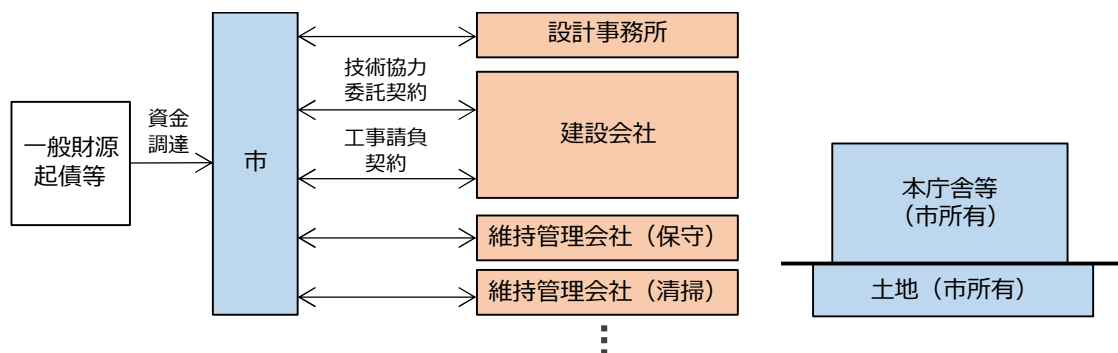 一般財源
起債等
資金
調達
市
設計事務所
技術協力
委託契約
工事請負
契約
建設会社
維持管理会社（保守）
維持管理会社（清掃）
本庁舎等
（市所有）
土地（市所有）